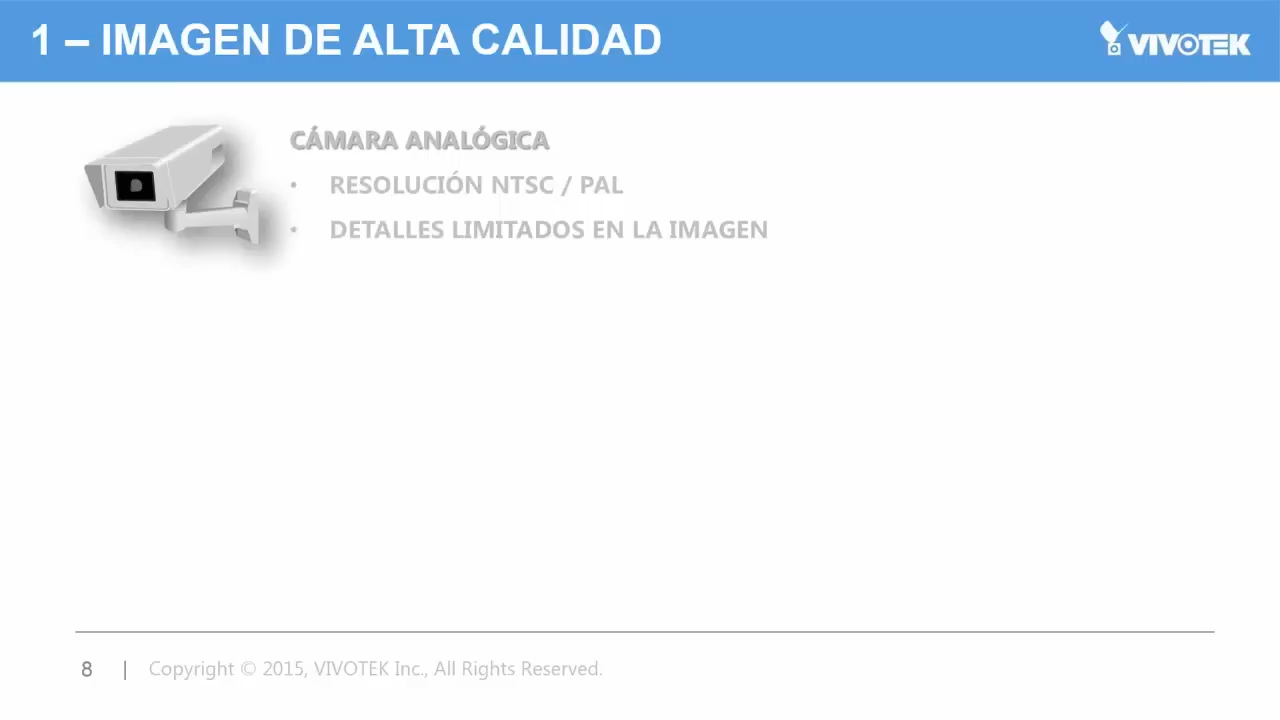 1 – IMAGEN DE ALTA CALIDAD
VIVOTEK
CÁMARA ANALÓGICA
• RESOLUCIÓN NTSC / PAL
• DETALLES LIMITADOS EN LA IMAGEN
8 | Copyright © 2015, VIVOTEK Inc., All Rights Reserved.